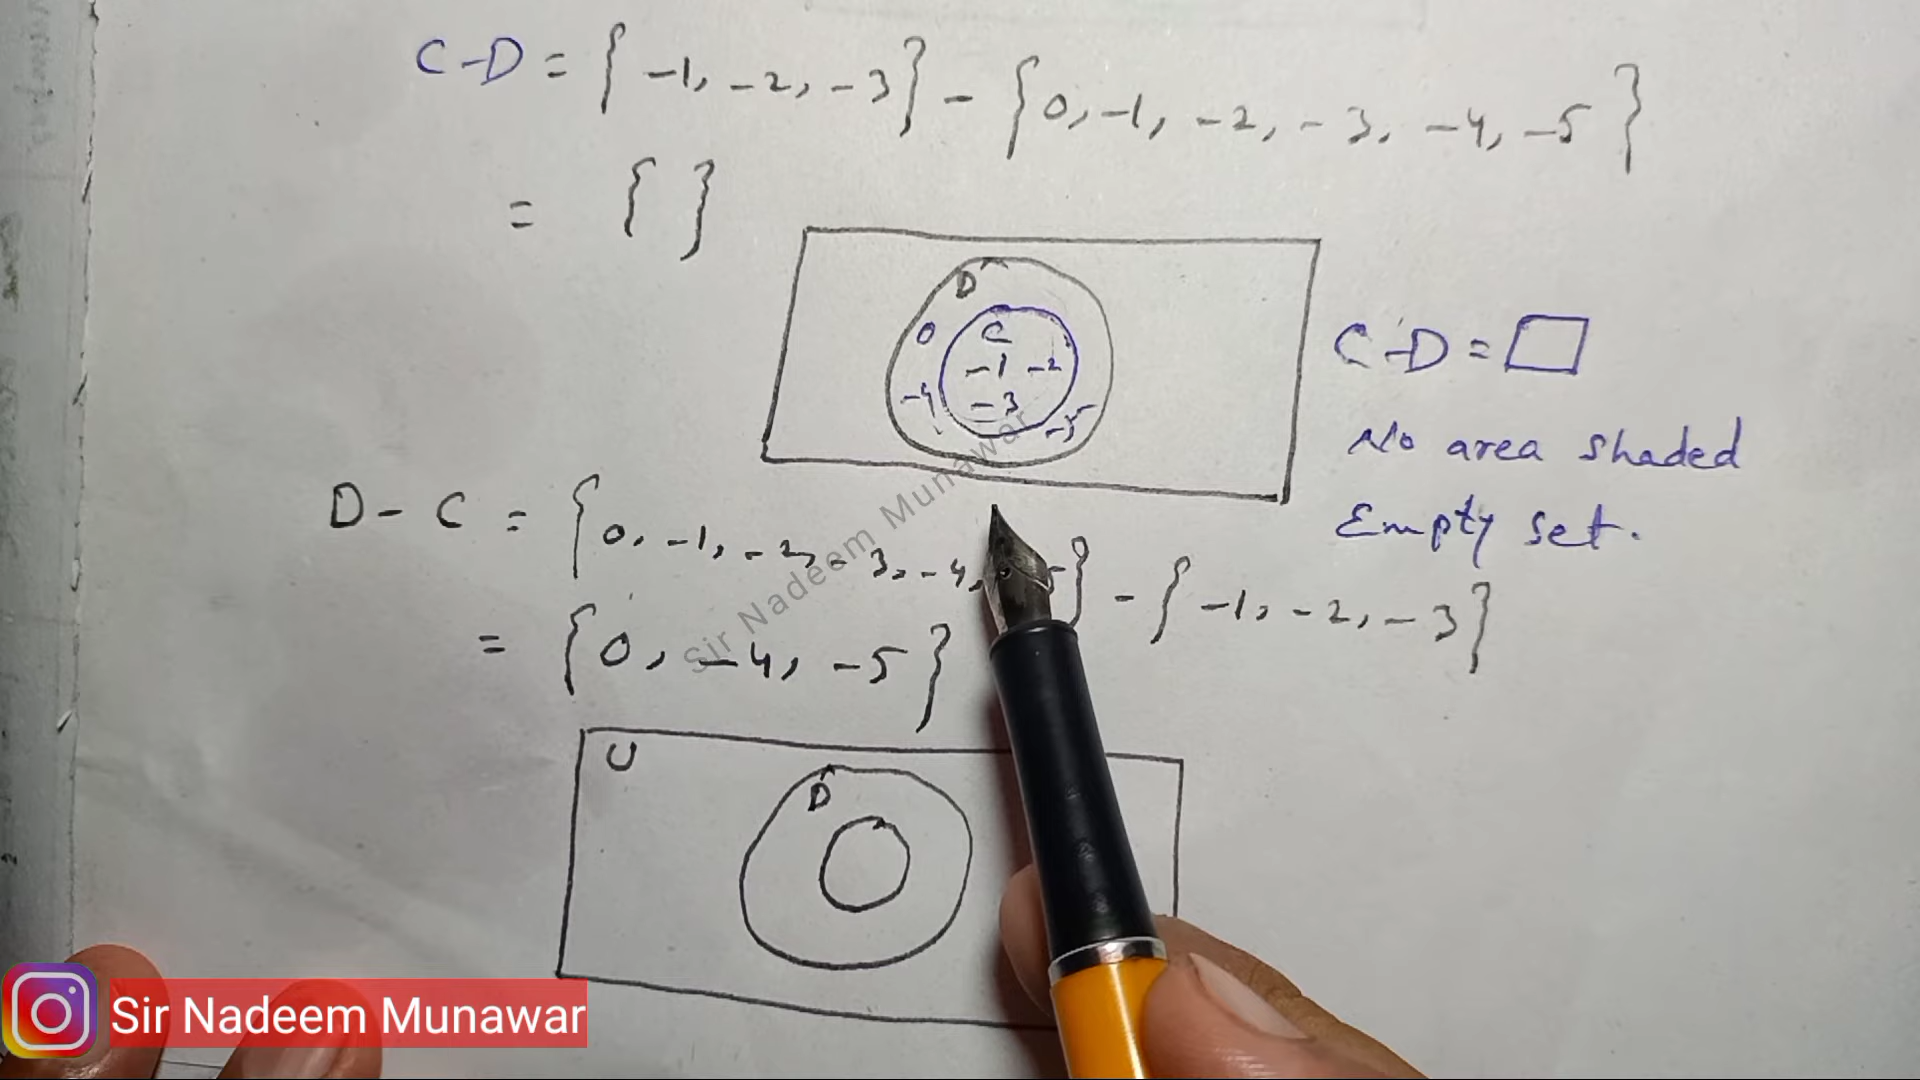 C-D = { -1, -2, -3 } - { 0, -1, -2, -3, -4, -5 }
= { }
D
0 C
-1 -2
-4 -3 -5
C-D =
No area shaded
Empty set.
D - C = { 0, -1, -2, -3, -4, 5 } - { -1, -2, -3 }
= { 0, -4, -5 }
Sir Nadeem Munawar
U
D
Sir Nadeem Munawar